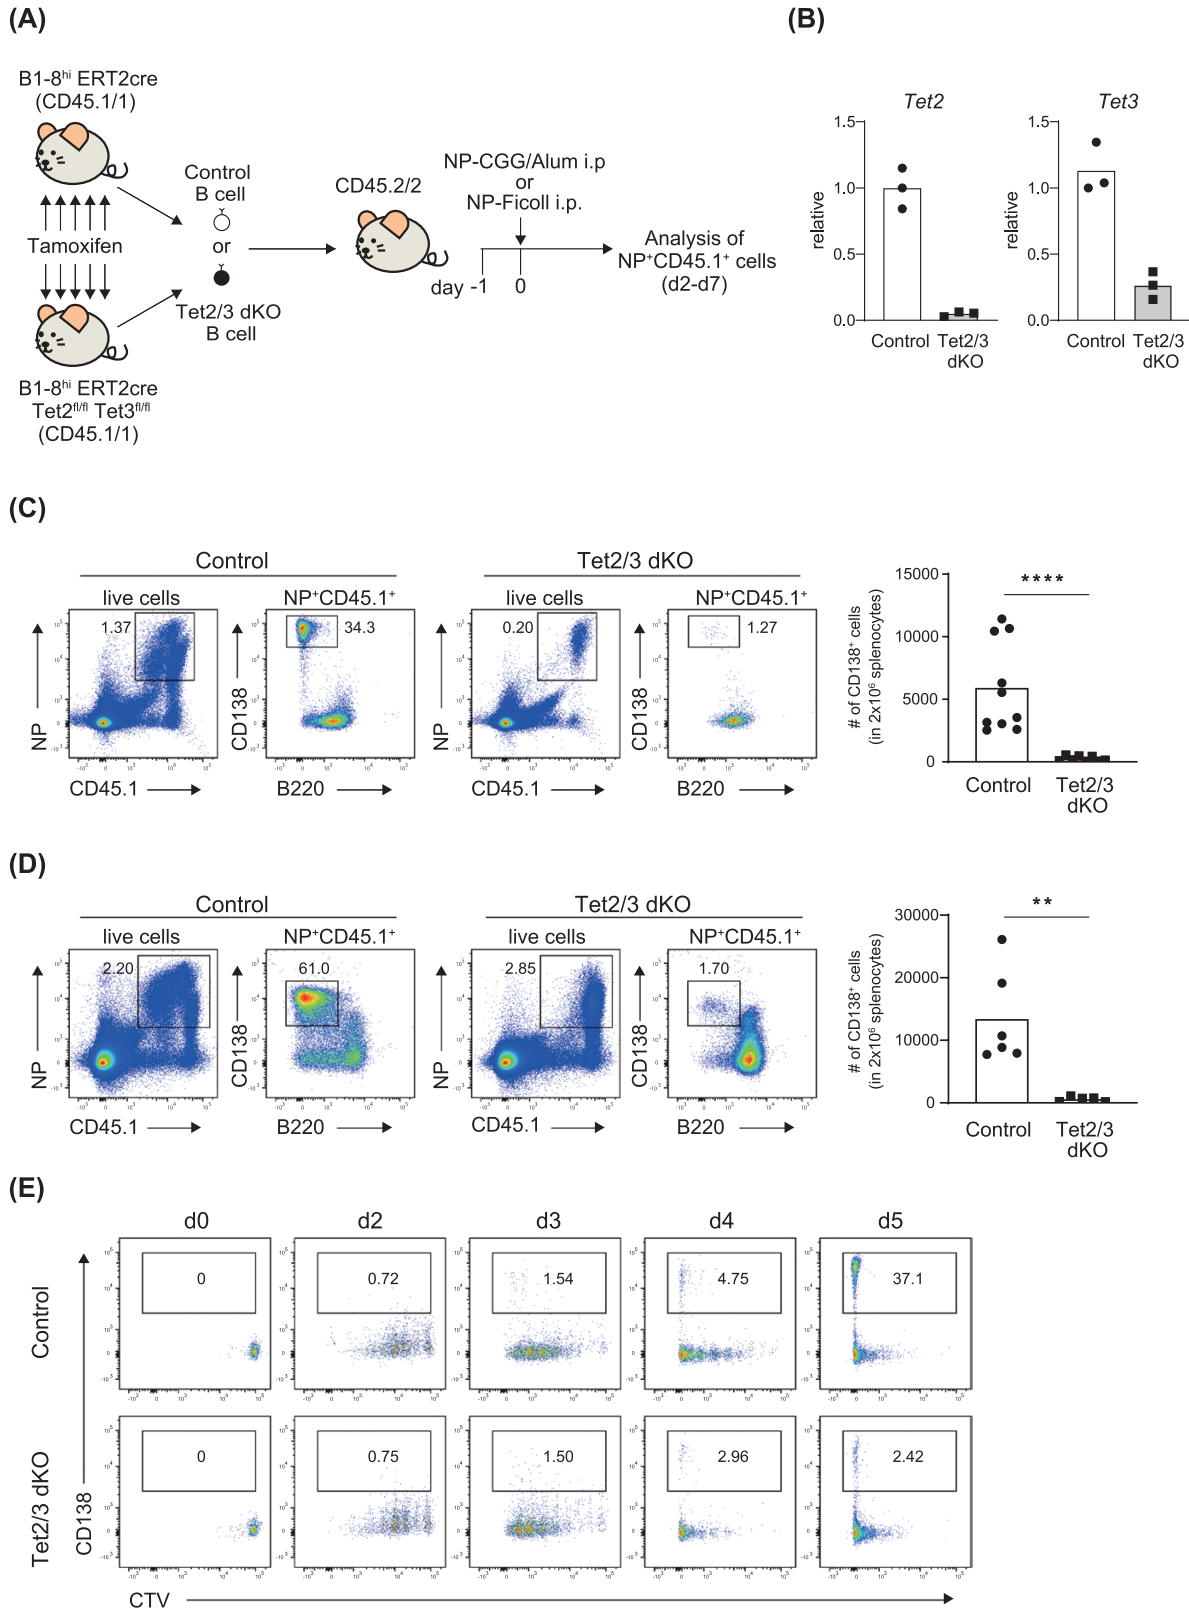 (A)
B1-8hi ERT2cre
(CD45.1/1)
Tamoxifen
B1-8hi ERT2cre
Tet2fl/fl Tet3fl/fl
(CD45.1/1)
Control
B cell
or
Tet2/3 dKO
B cell
CD45.2/2
NP-CGG/Alum i.p
or
NP-Ficoll i.p.
day -1 0
Analysis of
NP+CD45.1+ cells
(d2-d7)
(B)
Tet2
relative
1.5
1.0
0.5
0.0
Control Tet2/3
dKO
Tet3
relative
1.5
1.0
0.5
0.0
Control Tet2/3
dKO
(C)
Control
live cells
1.37
NP
CD45.1
NP+CD45.1+
34.3
CD138
B220
Tet2/3 dKO
live cells
0.20
NP
CD45.1
NP+CD45.1+
1.27
CD138
B220
# of CD138+ cells
(in 2x10⁶ splenocytes)
15000
10000
5000
0
****
Control Tet2/3
dKO
(D)
Control
live cells
2.20
NP
CD45.1
NP+CD45.1+
61.0
CD138
B220
Tet2/3 dKO
live cells
2.85
NP
CD45.1
NP+CD45.1+
1.70
CD138
B220
# of CD138+ cells
(in 2x10⁶ splenocytes)
30000
20000
10000
0
**
Control Tet2/3
dKO
(E)
d0 d2 d3 d4 d5
Control
0 0.72 1.54 4.75 37.1
Tet2/3 dKO
CD138
0 0.75 1.50 2.96 2.42
CTV